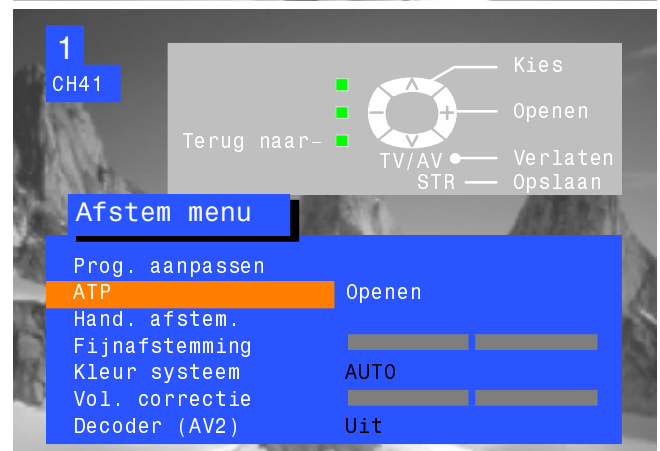 1
CH41
Kies
Openen
Terug naar
TV/AV Verlaten
STR Opslaan
Afstem menu
Prog. aanpassen
ATP Openen
Hand. afstem.
Fijnafstemming
Kleur systeem AUTO
Vol. correctie
Decoder (AV2) Uit